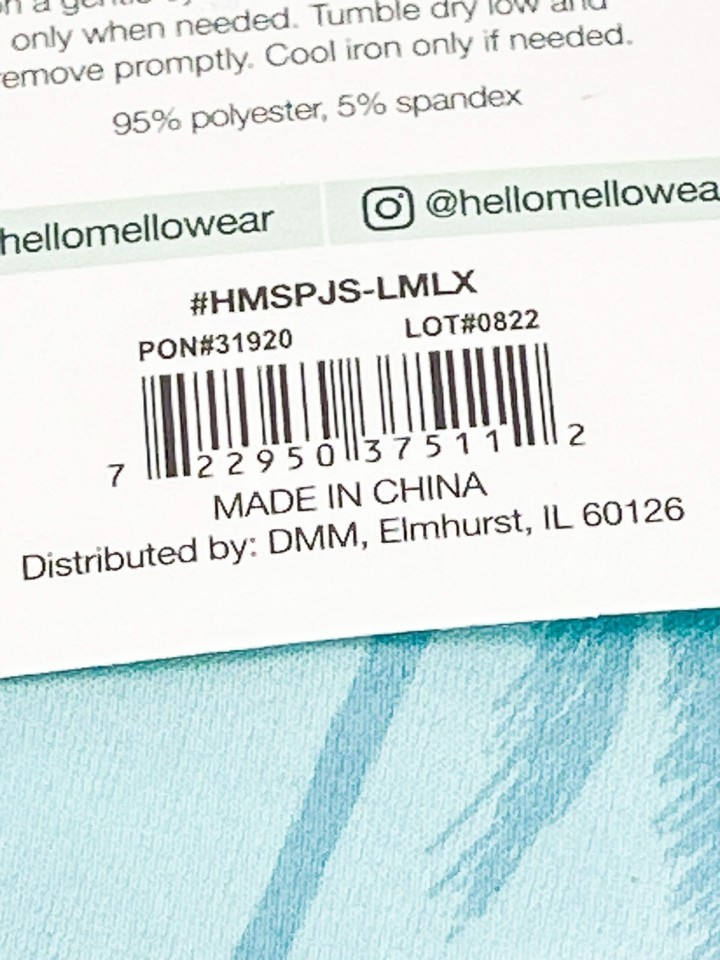 only when needed. Tumble dry low and
remove promptly. Cool iron only if needed.
95% polyester, 5% spandex
hellomellowear @hellomellowea
#HMSPJS-LMLX
PON#31920 LOT#0822
7 22950 37511 2
MADE IN CHINA
Distributed by: DMM, Elmhurst, IL 60126